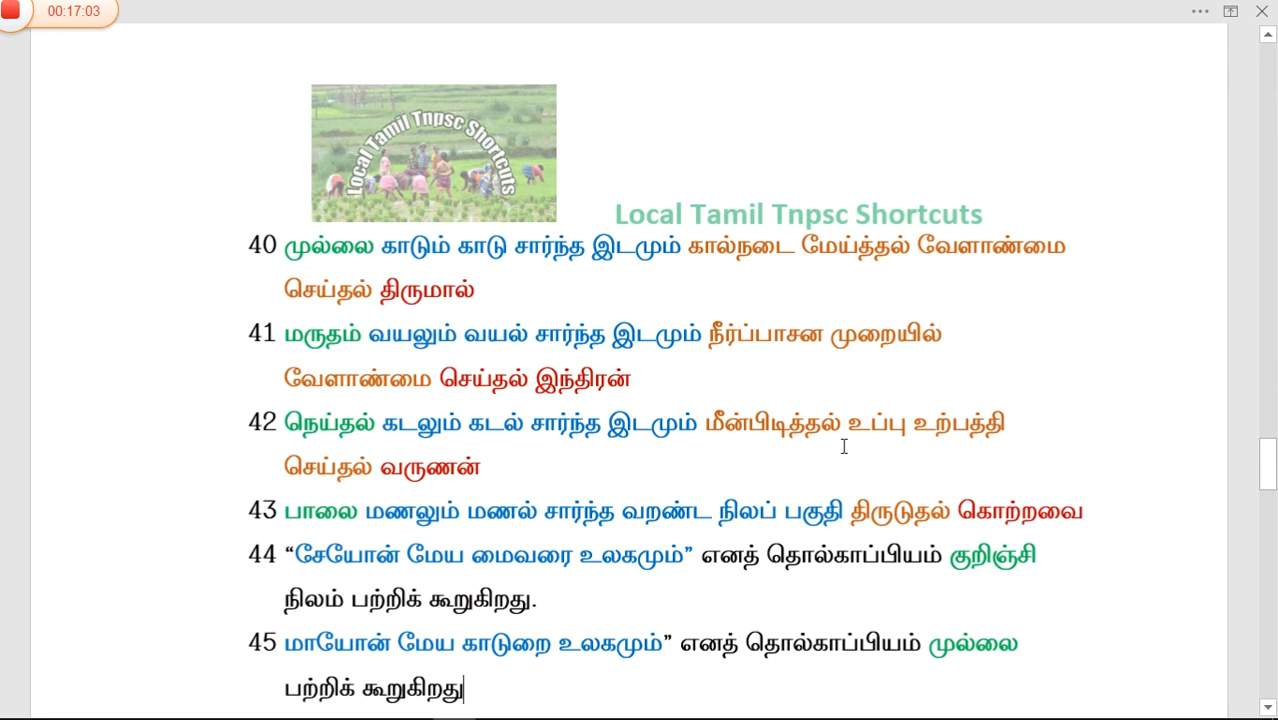 00:17:03
Local Tamil Tnpsc Shortcuts
Local Tamil Tnpsc Shortcuts
40 முல்லை காடும் காடு சார்ந்த இடமும் கால்நடை மேய்த்தல் வேளாண்மை
செய்தல் திருமால்
41 மருதம் வயலும் வயல் சார்ந்த இடமும் நீர்ப்பாசன முறையில்
வேளாண்மை செய்தல் இந்திரன்
42 நெய்தல் கடலும் கடல் சார்ந்த இடமும் மீன்பிடித்தல் உப்பு உற்பத்தி
செய்தல் வருணன்
43 பாலை மணலும் மணல் சார்ந்த வறண்ட நிலப் பகுதி திருடுதல் கொற்றவை
44 “சேயோன் மேய மைவரை உலகமும்” எனத் தொல்காப்பியம் குறிஞ்சி
நிலம் பற்றிக் கூறுகிறது.
45 மாயோன் மேய காடுறை உலகமும்” எனத் தொல்காப்பியம் முல்லை
பற்றிக் கூறுகிறது